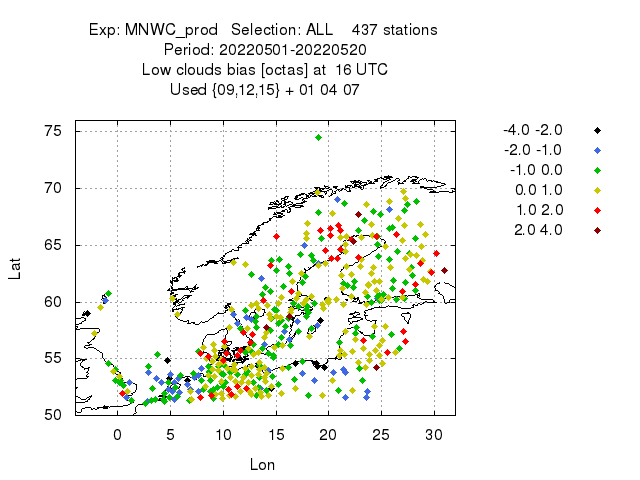 Exp: MNWC_prod   Selection: ALL    437 stations
Period: 20220501-20220520
Low clouds bias [octas] at  16 UTC
Used {09,12,15} + 01 04 07
-4.0 -2.0
-2.0 -1.0
-1.0 0.0
0.0 1.0
1.0 2.0
2.0 4.0
75
70
65
60
55
50
Lat
0 5 10 15 20 25 30
Lon